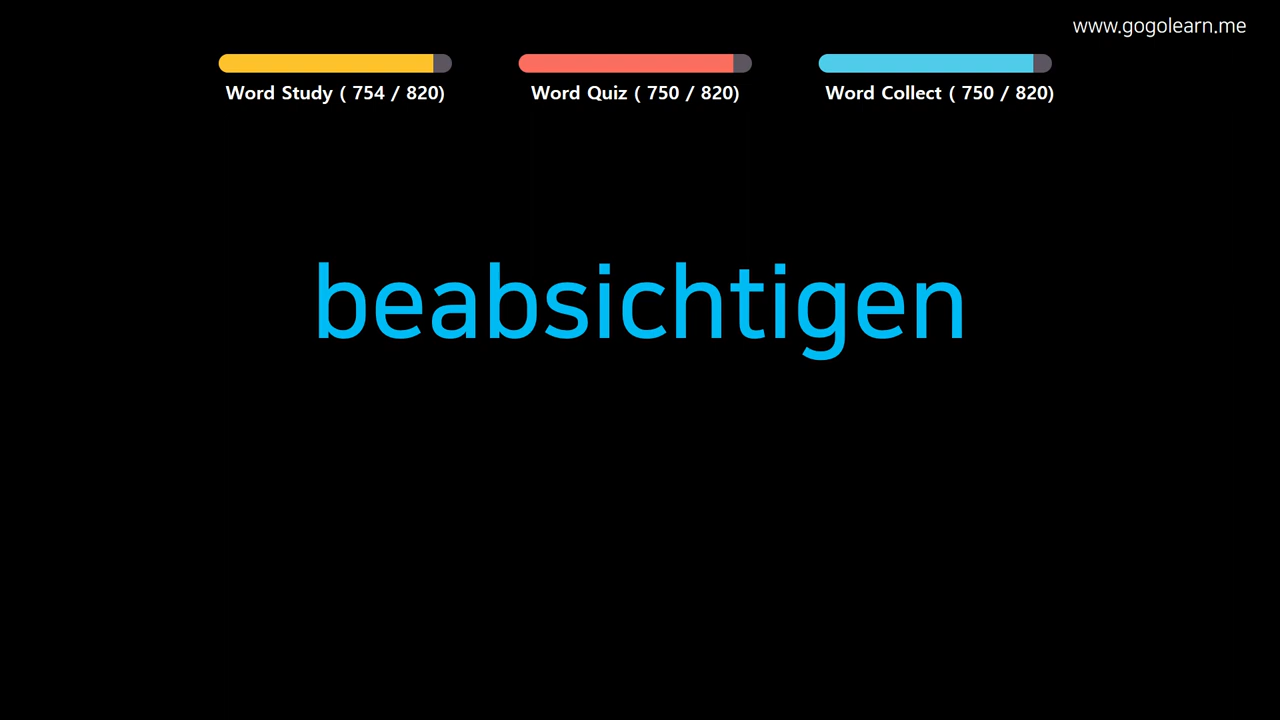 www.gogolearn.me
Word Study ( 754 / 820)
Word Quiz ( 750 / 820)
Word Collect ( 750 / 820)
beabsichtigen